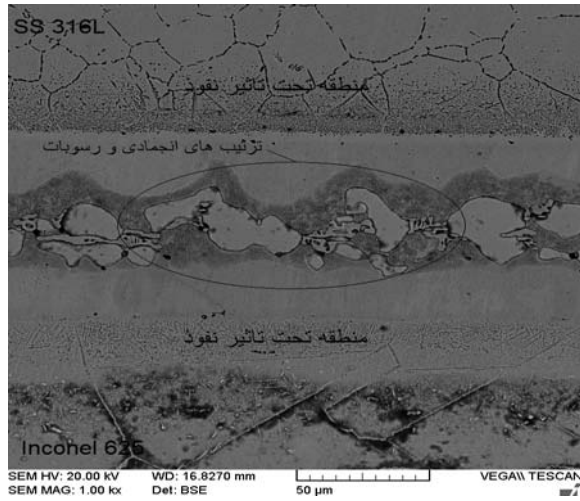 SS 316L
منطقه تحت تاثیر نفوذ
ترکیب های انجمادی و رسوبات
منطقه تحت تاثیر نفوذ
Inconel 625
SEM HV: 20.00 kV WD: 16.8270 mm VEGA\\ TESCAN
SEM MAG: 1.00 kx Det: BSE 50 µm